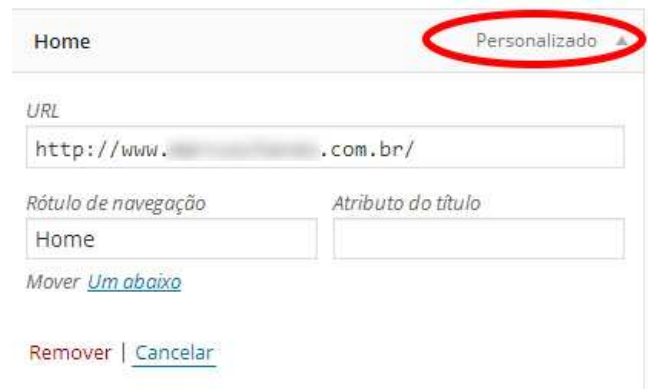 Home Personalizado
URL
http://www. .com.br/
Rótulo de navegação Atributo do título
Home
Mover Um abaixo
Remover | Cancelar